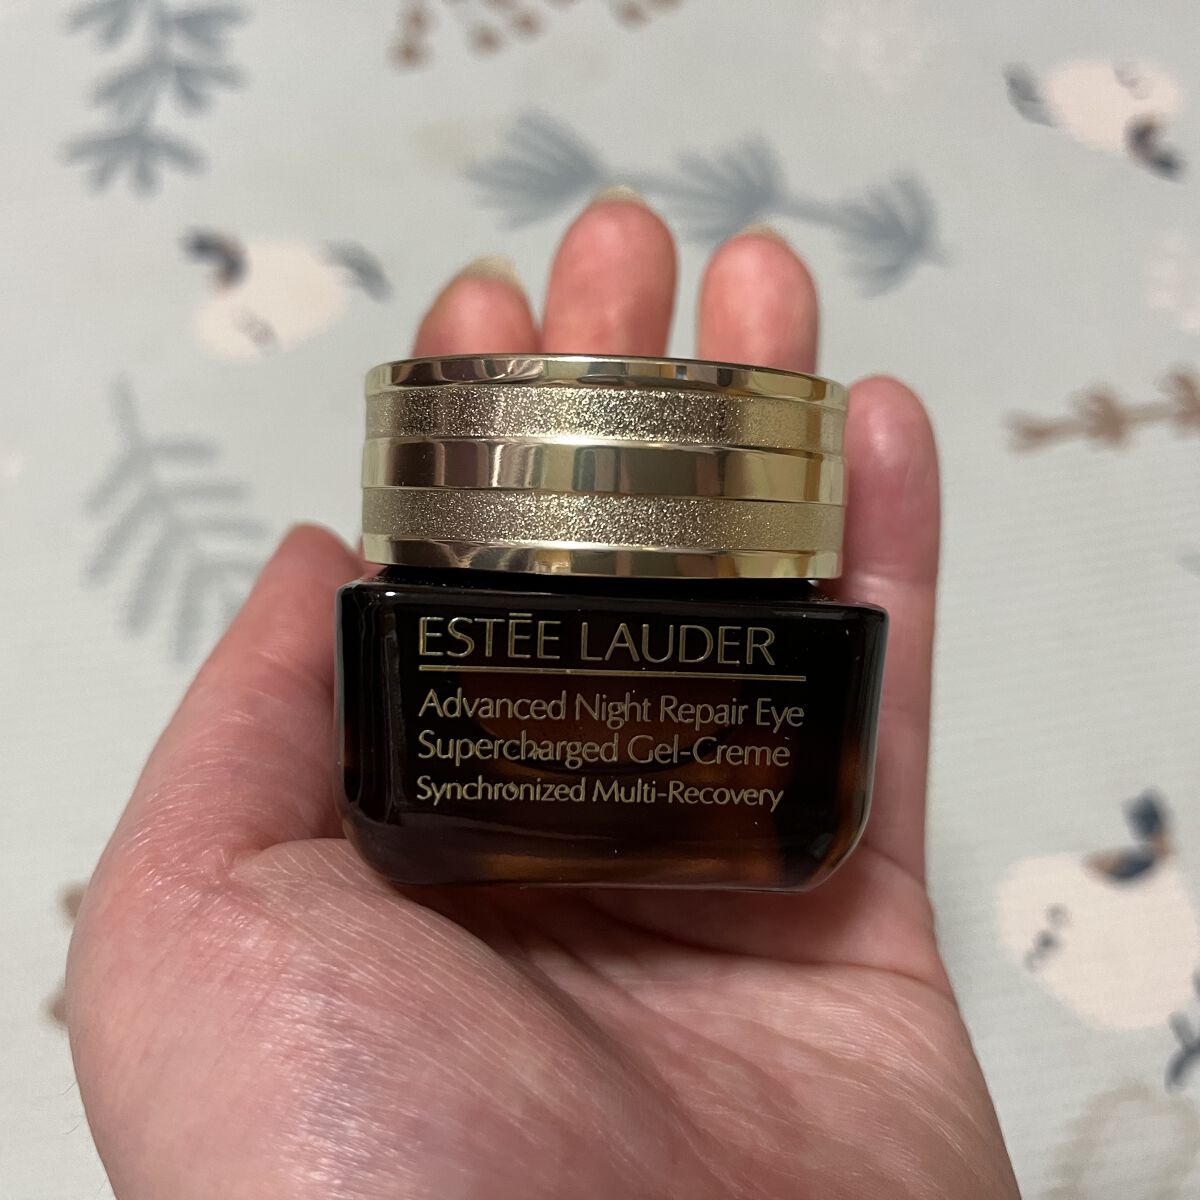 ESTĒE LAUDER
Advanced Night Repair Eye
Supercharged Gel-Creme
Synchronized Multi-Recovery